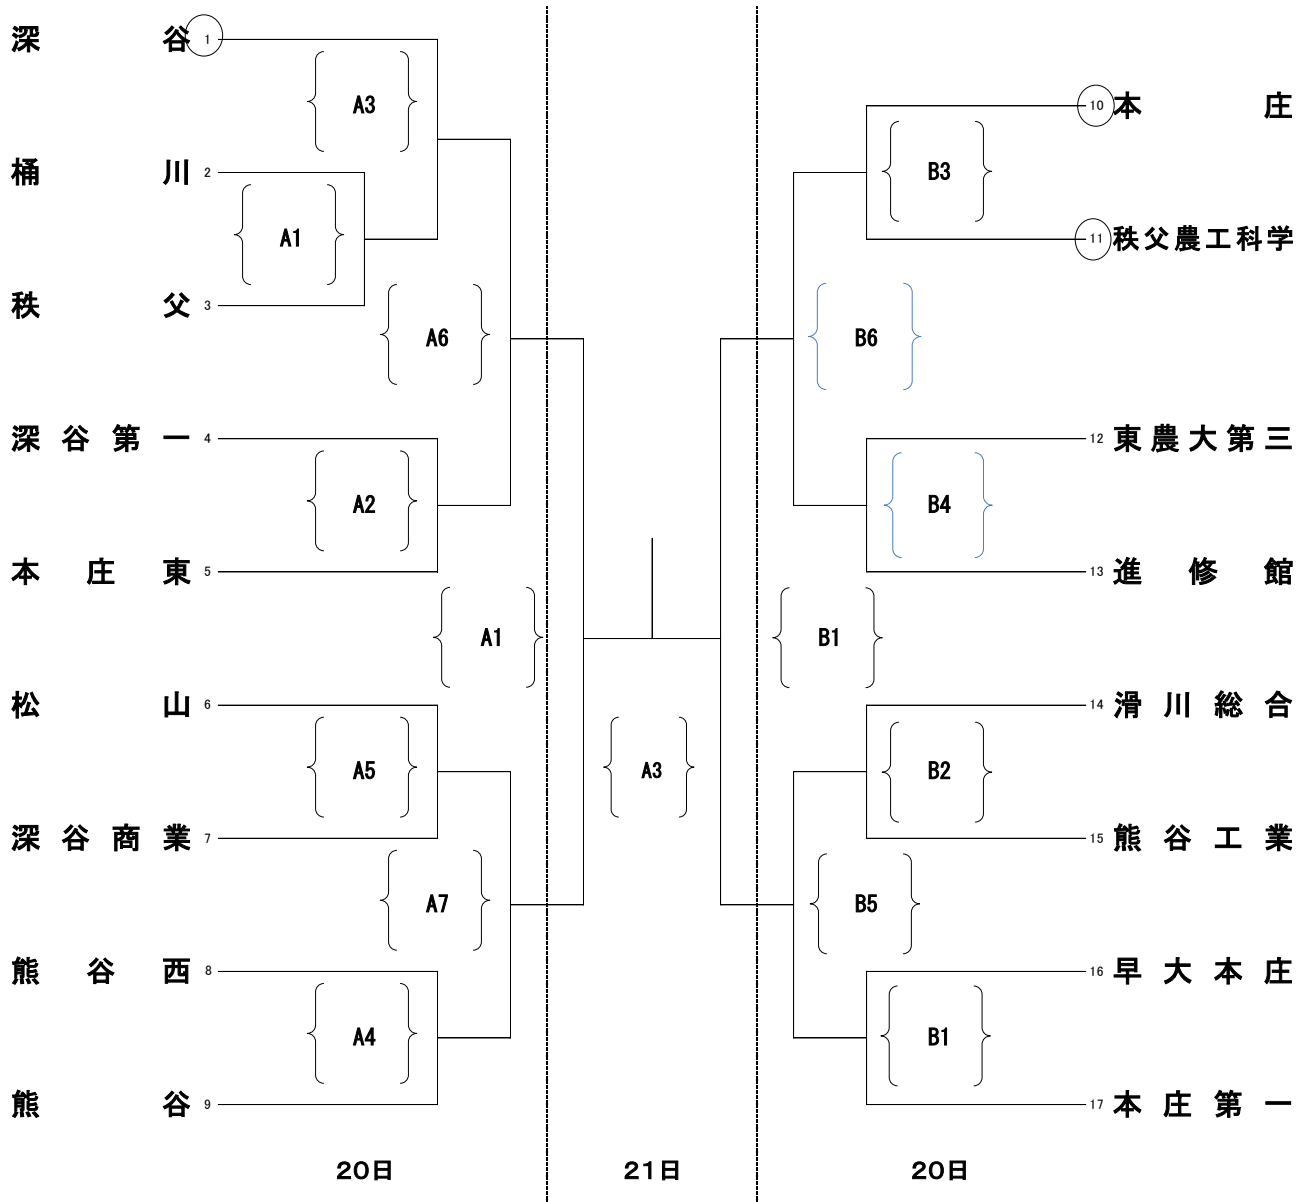 深谷 1
A3
10 本庄
桶川 2
B3
A1
11 秩父農工科学
秩父 3
A6
B6
深谷第一 4
12 東農大第三
A2
B4
本庄東 5
13 進修館
A1
B1
松山 6
14 滑川総合
A5
A3
B2
深谷商業 7
15 熊谷工業
A7
B5
熊谷西 8
16 早大本庄
A4
B1
熊谷 9
17 本庄第一
20日
21日
20日